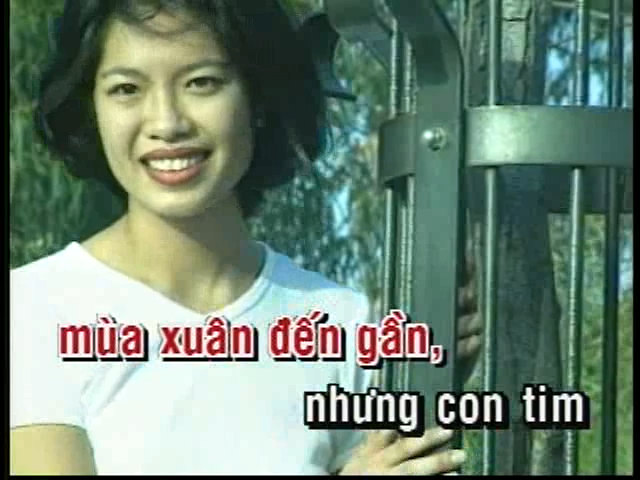 mùa xuân đến gần,
nhưng con tim